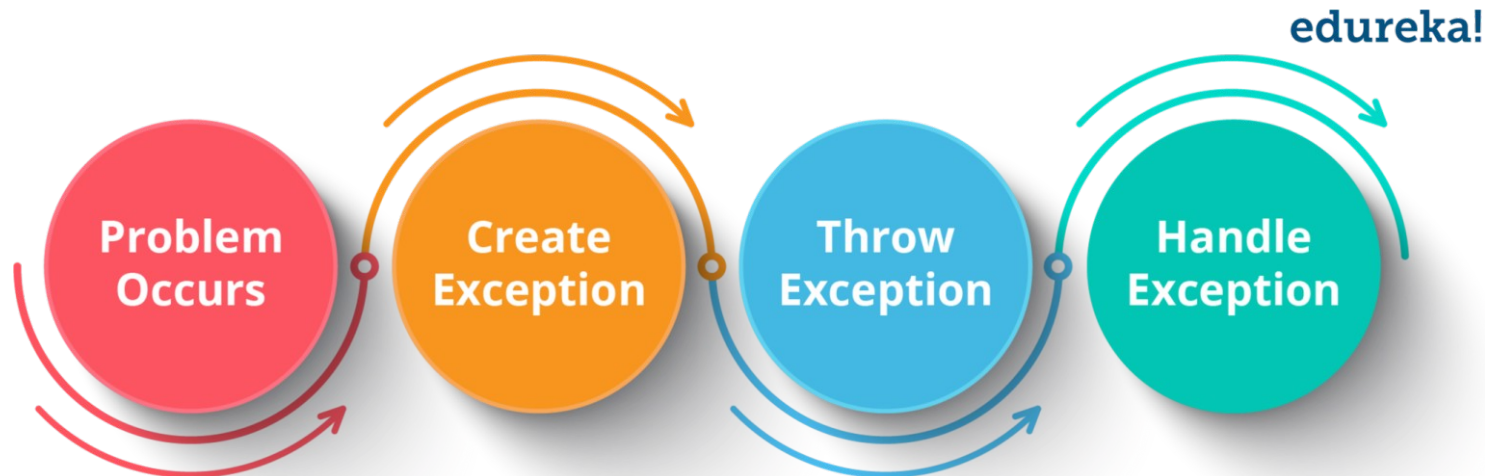 edureka!
Problem
Occurs
Create
Exception
Throw
Exception
Handle
Exception